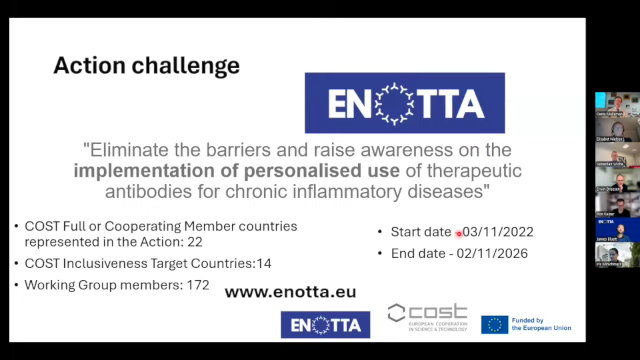 Action challenge
ENOTTA
"Eliminate the barriers and raise awareness on the
implementation of personalised use of therapeutic
antibodies for chronic inflammatory diseases"
• COST Full or Cooperating Member countries
represented in the Action: 22
• COST Inclusiveness Target Countries:14
• Working Group members: 172
• Start date - 03/11/2022
• End date - 02/11/2026
www.enotta.eu
ENOTTA
cost
EUROPEAN COOPERATION
IN SCIENCE & TECHNOLOGY
Funded by
the European Union
ENOTTA